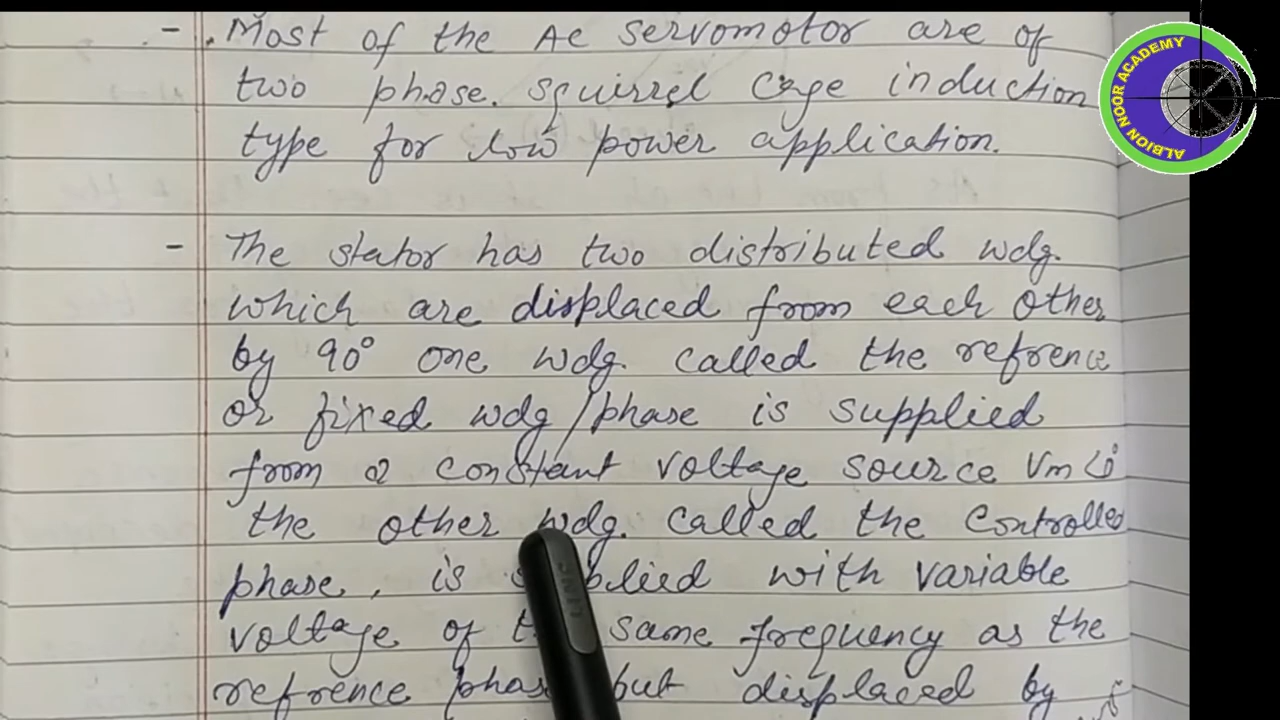 - Most of the AC servomotor are of
two phase. squirrel cage induction
type for low power application.
- The stator has two distributed wdg.
which are displaced from each other
by 90° one wdg. called the refrence
or fixed wdg/phase is supplied
from a constant voltage source Vm<0°
the other wdg. called the controlled
phase, is with variable
voltage of same frequency as the
refrence but displaced by
ALBION NOOR ACADEMY